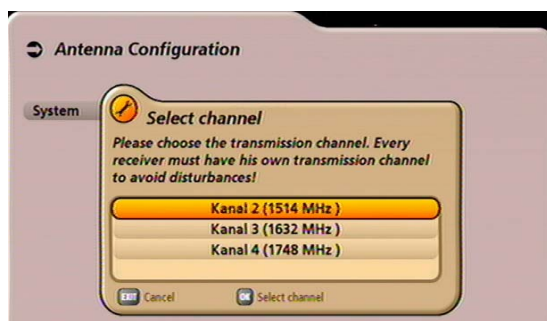 Antenna Configuration
System
Select channel
Please choose the transmission channel. Every
receiver must have his own transmission channel
to avoid disturbances!
Kanal 2 (1514 MHz )
Kanal 3 (1632 MHz )
Kanal 4 (1748 MHz )
EXIT Cancel OK Select channel